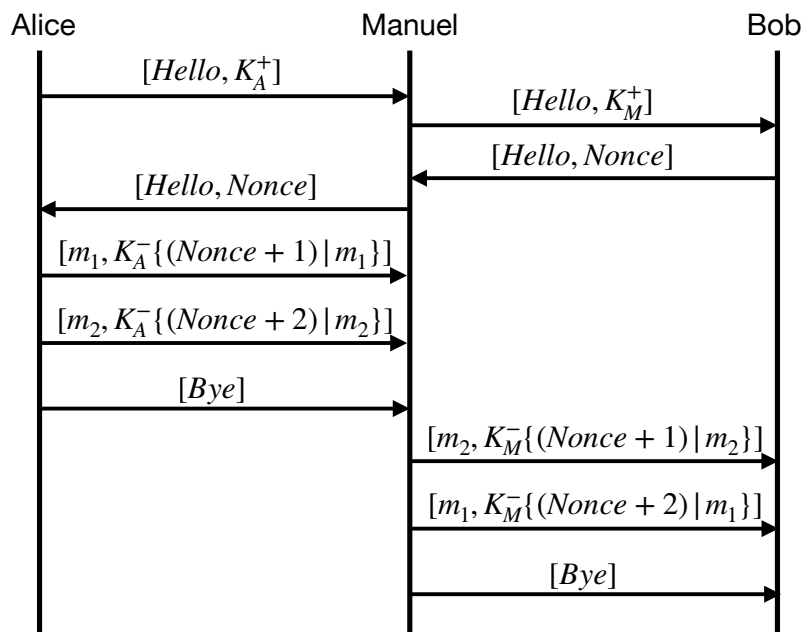 Alice
Manuel
Bob
[Hello, K_A^+]
[Hello, K_M^+]
[Hello, Nonce]
[Hello, Nonce]
[m_1, K_A^-{(Nonce + 1) | m_1}]
[m_2, K_A^-{(Nonce + 2) | m_2}]
[Bye]
[m_2, K_M^-{(Nonce + 1) | m_2}]
[m_1, K_M^-{(Nonce + 2) | m_1}]
[Bye]